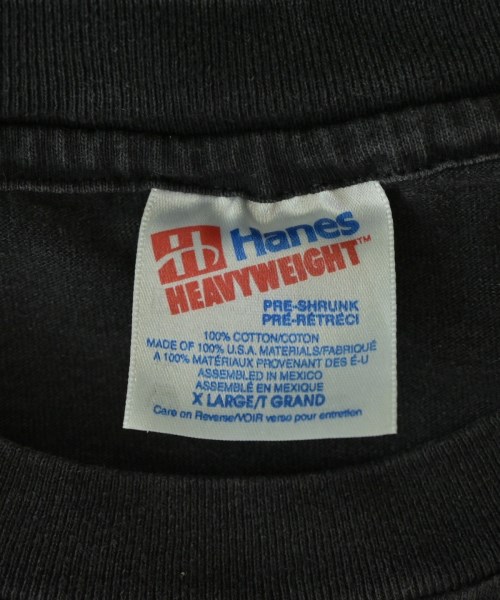 Hanes
HEAVYWEIGHT™
PRE-SHRUNK
PRÉ-RÉTRÉCI
100% COTTON/COTON
MADE OF 100% U.S.A. MATERIALS/FABRIQUÉ
A 100% MATÉRIAUX PROVENANT DES É-U
ASSEMBLED IN MEXICO
ASSEMBLÉ EN MEXIQUE
X LARGE/T GRAND
Care on Reverse/VOIR verso pour entretien